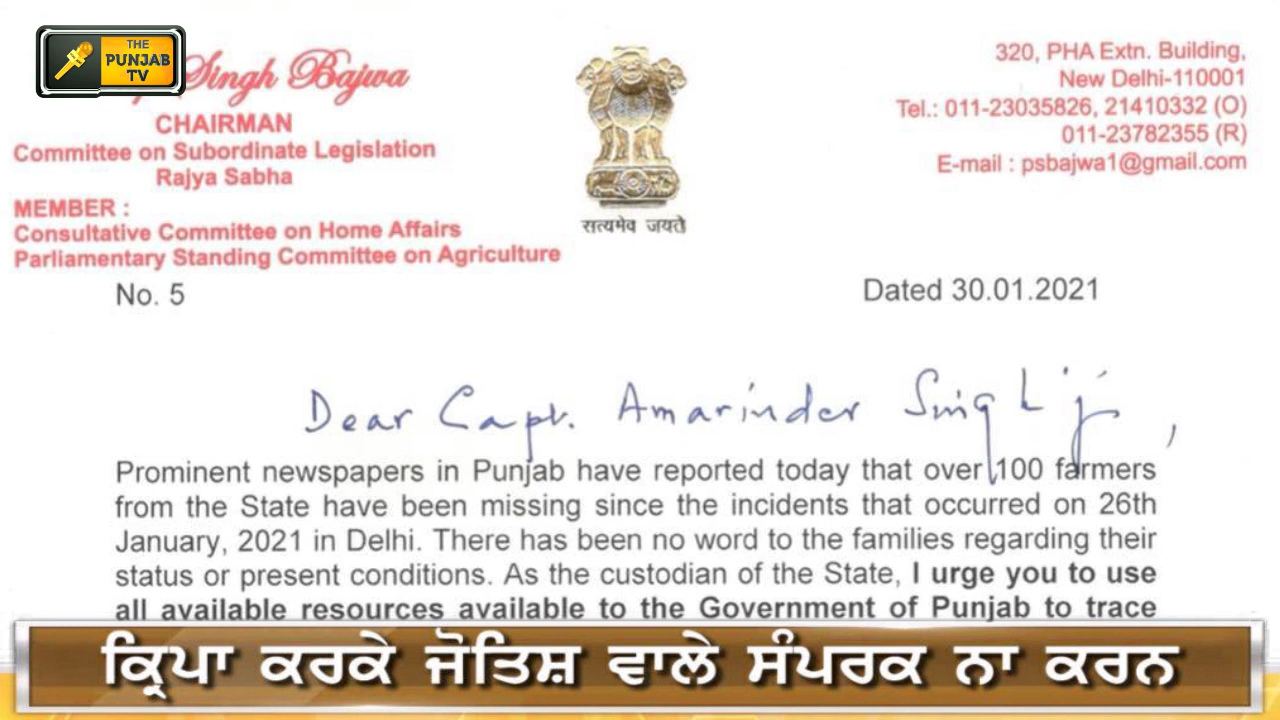 THE
PUNJAB
TV
Singh Bajwa
CHAIRMAN
Committee on Subordinate Legislation
Rajya Sabha
MEMBER :
Consultative Committee on Home Affairs
Parliamentary Standing Committee on Agriculture
सत्यमेव जयते
320, PHA Extn. Building,
New Delhi-110001
Tel.: 011-23035826, 21410332 (O)
011-23782355 (R)
E-mail : psbajwa1@gmail.com
No. 5
Dated 30.01.2021
Dear Capt. Amarinder Singh ji,
Prominent newspapers in Punjab have reported today that over 100 farmers
from the State have been missing since the incidents that occurred on 26th
January, 2021 in Delhi. There has been no word to the families regarding their
status or present conditions. As the custodian of the State, I urge you to use
all available resources available to the Government of Punjab to trace
ਕ੍ਰਿਪਾ ਕਰਕੇ ਜੋਤਿਸ਼ ਵਾਲੇ ਸੰਪਰਕ ਨਾ ਕਰਨ